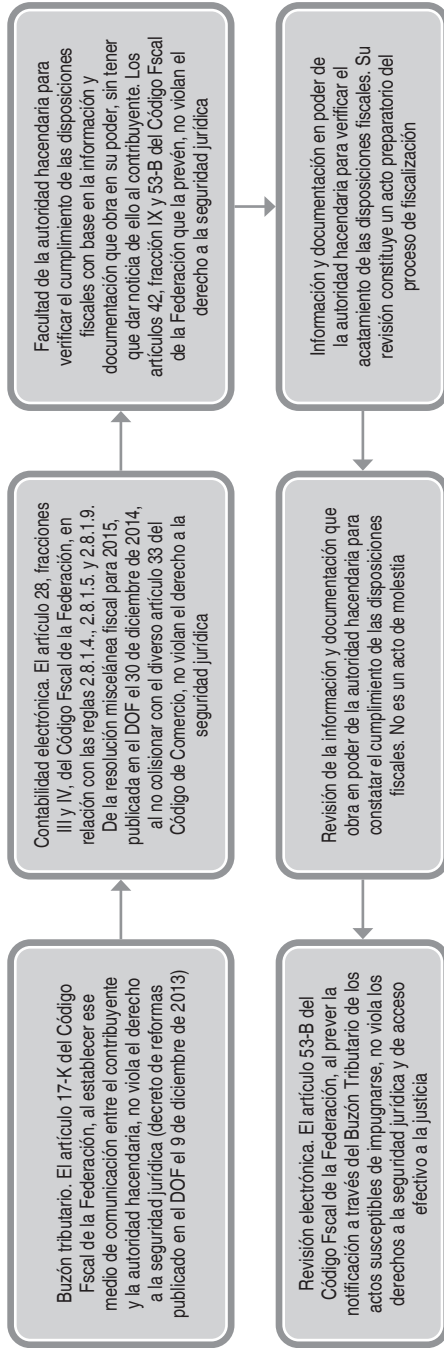 Buzón tributario. El artículo 17-K del Código
Fscal de la Federación, al establecer ese
medio de comunicación entre el contribuyente
y la autoridad hacendaria, no viola el derecho
a la seguridad jurídica (decreto de reformas
publicado en el DOF el 9 de diciembre de 2013)
Contabilidad electrónica. El artículo 28, fracciones
III y IV, del Código Fscal de la Federación, en
relación con las reglas 2.8.1.4., 2.8.1.5, y 2.8.1.9.
De la resolución miscelánea fiscal para 2015,
publicada en el DOF el 30 de diciembre de 2014,
al no colisionar con el diverso artículo 33 del
Código de Comercio, no violan el derecho a la
seguridad jurídica
Facultad de la autoridad hacendaria para
verificar el cumplimiento de las disposiciones
fiscales con base en la información y
documentación que obra en su poder, sin tener
que dar noticia de ello al contribuyente. Los
artículos 42, fracción IX y 53-B del Código Fscal
de la Federación que la prevén, no violan el
derecho a la seguridad jurídica
Información y documentación en poder de
la autoridad hacendaria para verificar el
acatamiento de las disposiciones fiscales. Su
revisión constituye un acto preparatorio del
proceso de fiscalización
Revisión de la información y documentación que
obra en poder de la autoridad hacendaria para
constatar el cumplimiento de las disposiciones
fiscales. No es un acto de molestia
Revisión electrónica. El artículo 53-B del
Código Fscal de la Federación, al prever la
notificación a través del Buzón Tributario de los
actos susceptibles de impugnarse, no viola los
derechos a la seguridad jurídica y de acceso
efectivo a la justicia